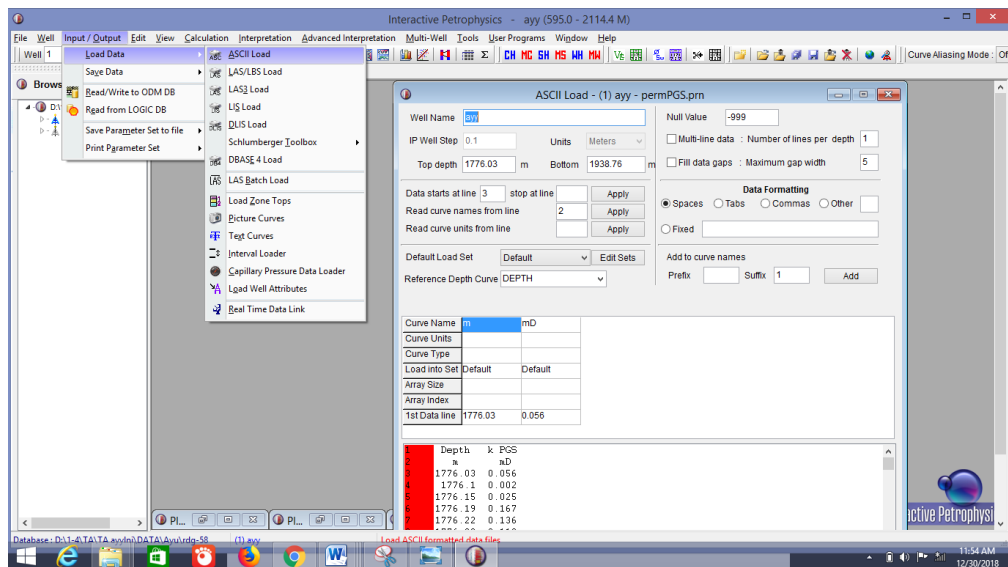 Interactive Petrophysics - ayy (595.0 - 2114.4 M)
File Well Input / Output Edit View Calculation Interpretation Advanced Interpretation Multi-Well Tools User Programs Window Help
Well 1
CH MC SH MS WH MW
Curve Aliasing Mode : Of
Load Data
Save Data
Read/Write to ODM DB
Read from LOGIC DB
Save Parameter Set to file
Print Parameter Set
ASCII Load
LAS/LBS Load
LAS3 Load
LIS Load
DLIS Load
Schlumberger Toolbox
DBASE 4 Load
LAS Batch Load
Load Zone Tops
Picture Curves
Text Curves
Interval Loader
Capillary Pressure Data Loader
Load Well Attributes
Real Time Data Link
Brows
D:\
ASCII Load - (1) ayy - permPGS.prn
Well Name ayy
IP Well Step 0.1 Units Meters
Top depth 1776.03 m Bottom 1938.76 m
Null Value -999
Multi-line data : Number of lines per depth 1
Fill data gaps : Maximum gap width 5
Data starts at line 3 stop at line Apply
Read curve names from line 2 Apply
Read curve units from line Apply
Data Formatting
Spaces Tabs Commas Other
Fixed
Default Load Set Default Edit Sets
Reference Depth Curve DEPTH
Add to curve names
Prefix Suffix 1 Add
Curve Name m mD
Curve Units
Curve Type
Load into Set Default Default
Array Size
Array Index
1st Data line 1776.03 0.056
1 Depth k PGS
2 m mD
3 1776.03 0.056
4 1776.1 0.002
5 1776.15 0.025
6 1776.19 0.167
7 1776.22 0.136
Pl... Pl...
active Petrophysi
Database : D:\1-4\TA\TA ayylni\DATA\Ayu\rdg-58 (1) ayy Load ASCII formatted data files
11:54 AM
12/30/2018